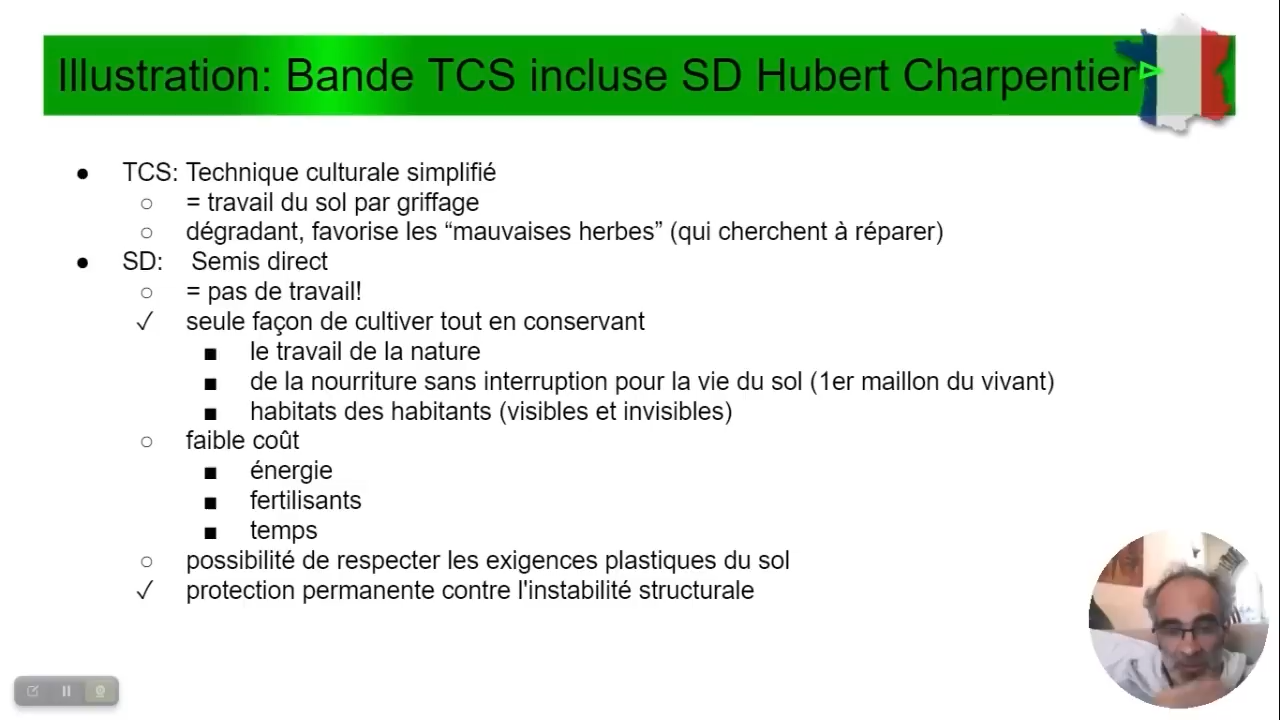 Illustration: Bande TCS incluse SD Hubert Charpentier
● TCS: Technique culturale simplifié
○ = travail du sol par griffage
○ dégradant, favorise les “mauvaises herbes” (qui cherchent à réparer)
● SD: Semis direct
○ = pas de travail!
✓ seule façon de cultiver tout en conservant
■ le travail de la nature
■ de la nourriture sans interruption pour la vie du sol (1er maillon du vivant)
■ habitats des habitants (visibles et invisibles)
○ faible coût
■ énergie
■ fertilisants
■ temps
○ possibilité de respecter les exigences plastiques du sol
✓ protection permanente contre l'instabilité structurale